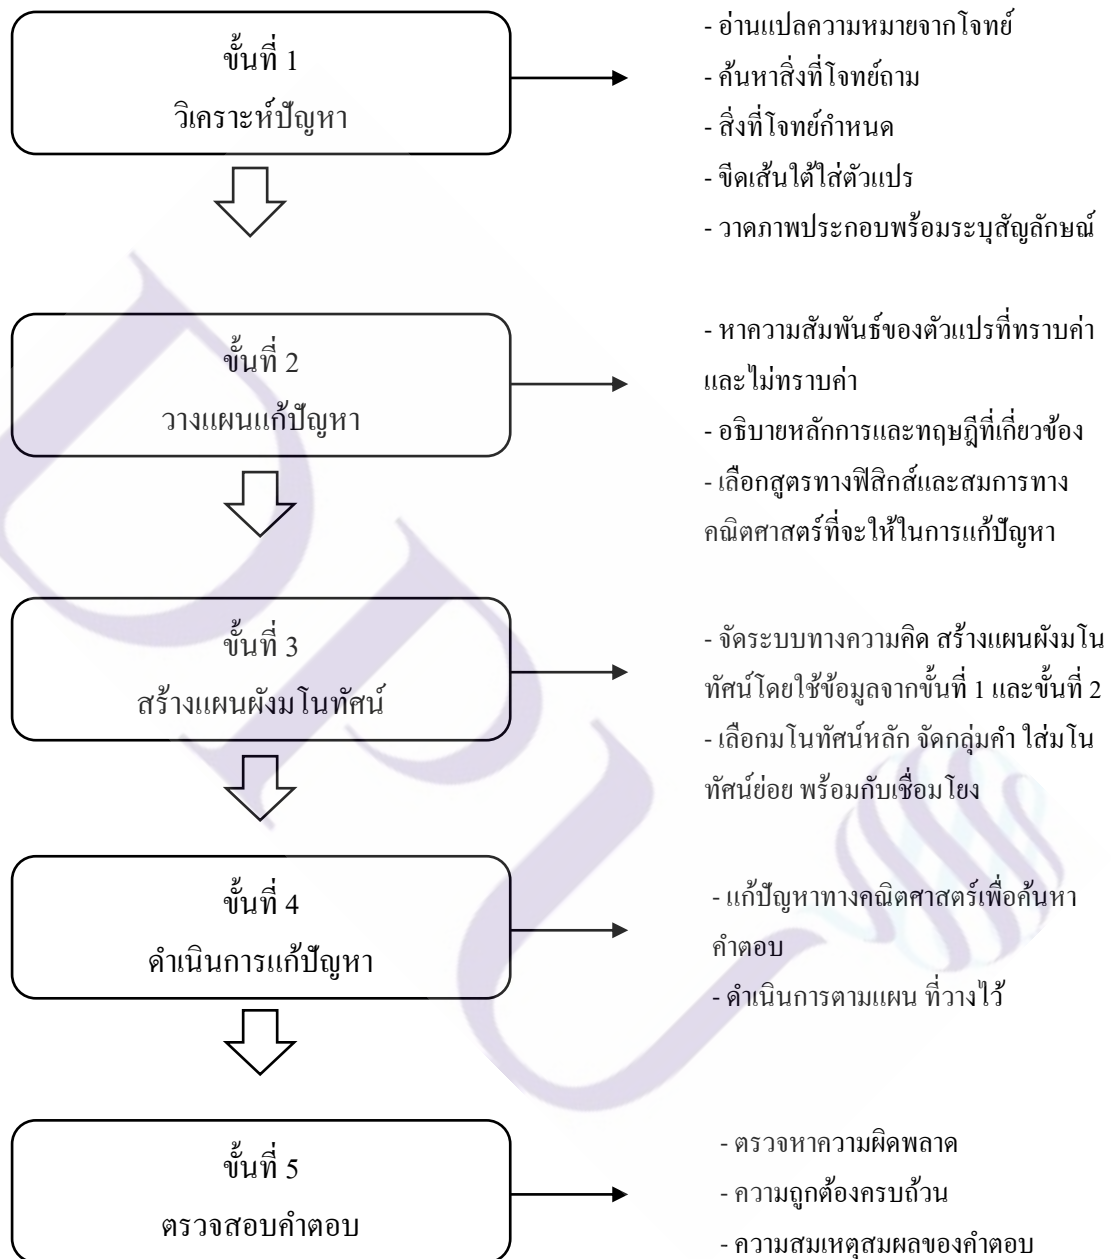 ขั้นที่ 1
วิเคราะห์ปัญหา
- อ่านแปลความหมายจากโจทย์
- ค้นหาสิ่งที่โจทย์ถาม
- สิ่งที่โจทย์กำหนด
- ขีดเส้นใต้ใส่ตัวแปร
- วาดภาพประกอบพร้อมระบุสัญลักษณ์
ขั้นที่ 2
วางแผนแก้ปัญหา
- หาความสัมพันธ์ของตัวแปรที่ทราบค่า
และไม่ทราบค่า
- อธิบายหลักการและทฤษฎีที่เกี่ยวข้อง
- เลือกสูตรทางฟิสิกส์และสมการทาง
คณิตศาสตร์ที่จะให้ในการแก้ปัญหา
ขั้นที่ 3
สร้างแผนผังมโนทัศน์
- จัดระบบทางความคิด สร้างแผนผังมโน
ทัศน์โดยใช้ข้อมูลจากขั้นที่ 1 และขั้นที่ 2
- เลือกมโนทัศน์หลัก จัดกลุ่มคำ ใส่มโน
ทัศน์ย่อย พร้อมกับเชื่อมโยง
ขั้นที่ 4
ดำเนินการแก้ปัญหา
- แก้ปัญหาทางคณิตศาสตร์เพื่อค้นหา
คำตอบ
- ดำเนินการตามแผน ที่วางไว้
ขั้นที่ 5
ตรวจสอบคำตอบ
- ตรวจหาความผิดพลาด
- ความถูกต้องครบถ้วน
- ความสมเหตุสมผลของคำตอบ
DPU